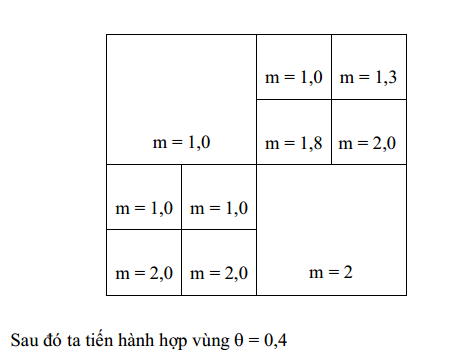 m = 1,0 m = 1,3
m = 1,0 m = 1,8 m = 2,0
m = 1,0 m = 1,0
m = 2,0 m = 2,0 m = 2
Sau đó ta tiến hành hợp vùng θ = 0,4